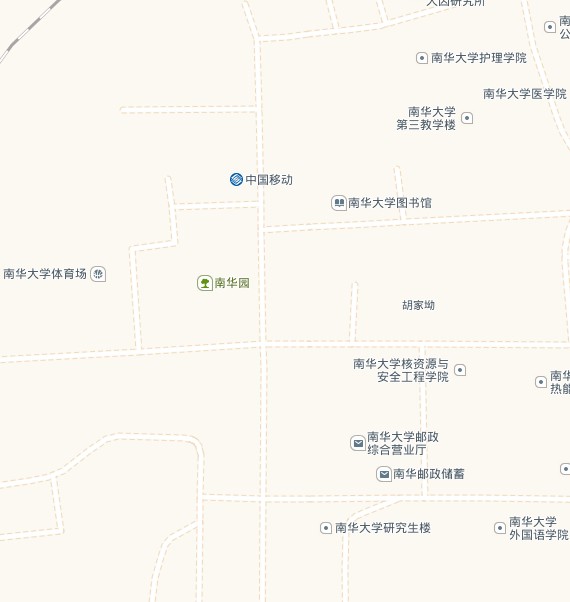 南
南华大学护理学院
南华大学医学院
南华大学
第三教学楼
中国移动
南华大学图书馆
南华大学体育场
南华园
胡家坳
南华大学核资源与
安全工程学院
南华
热能
南华大学邮政
综合营业厅
南华邮政储蓄
南华大学研究生楼
南华大学
外国语学院